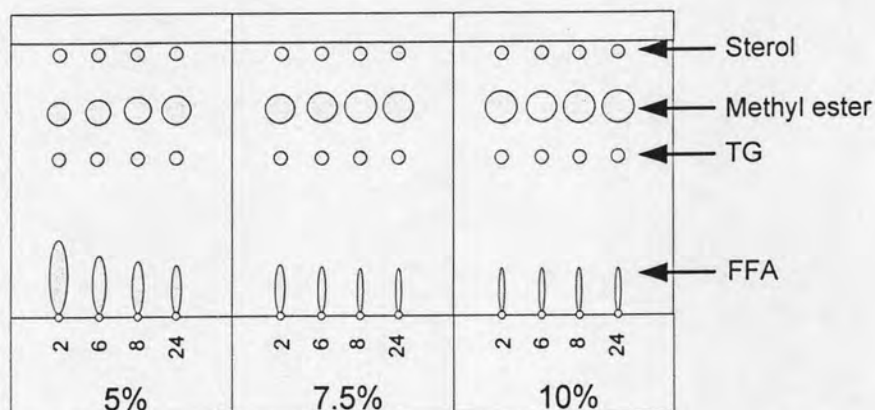 Sterol
Methyl ester
TG
FFA
2 6 8 24 2 6 8 24 2 6 8 24
5% 7.5% 10%